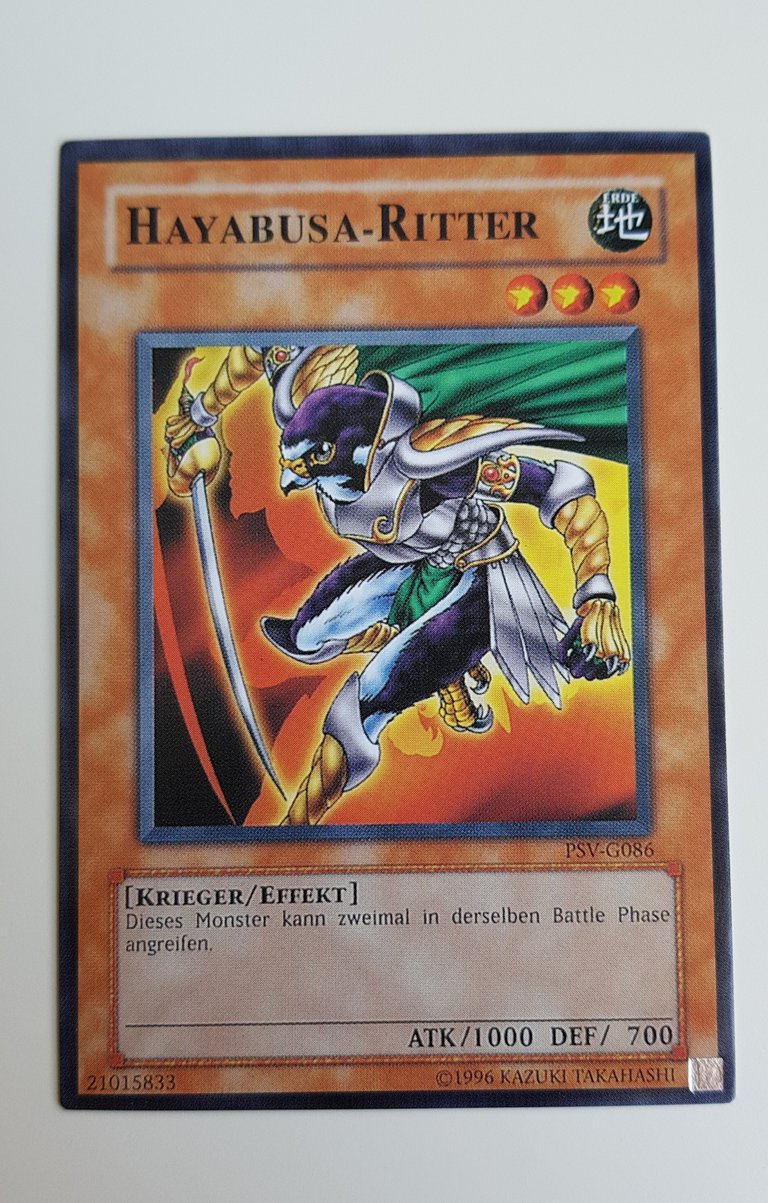 HAYABUSA-RITTER
ERDE
地
PSV-G086
[KRIEGER/EFFEKT]
Dieses Monster kann zweimal in derselben Battle Phase
angreifen.
ATK/1000 DEF/ 700
21015833
©1996 KAZUKI TAKAHASHI